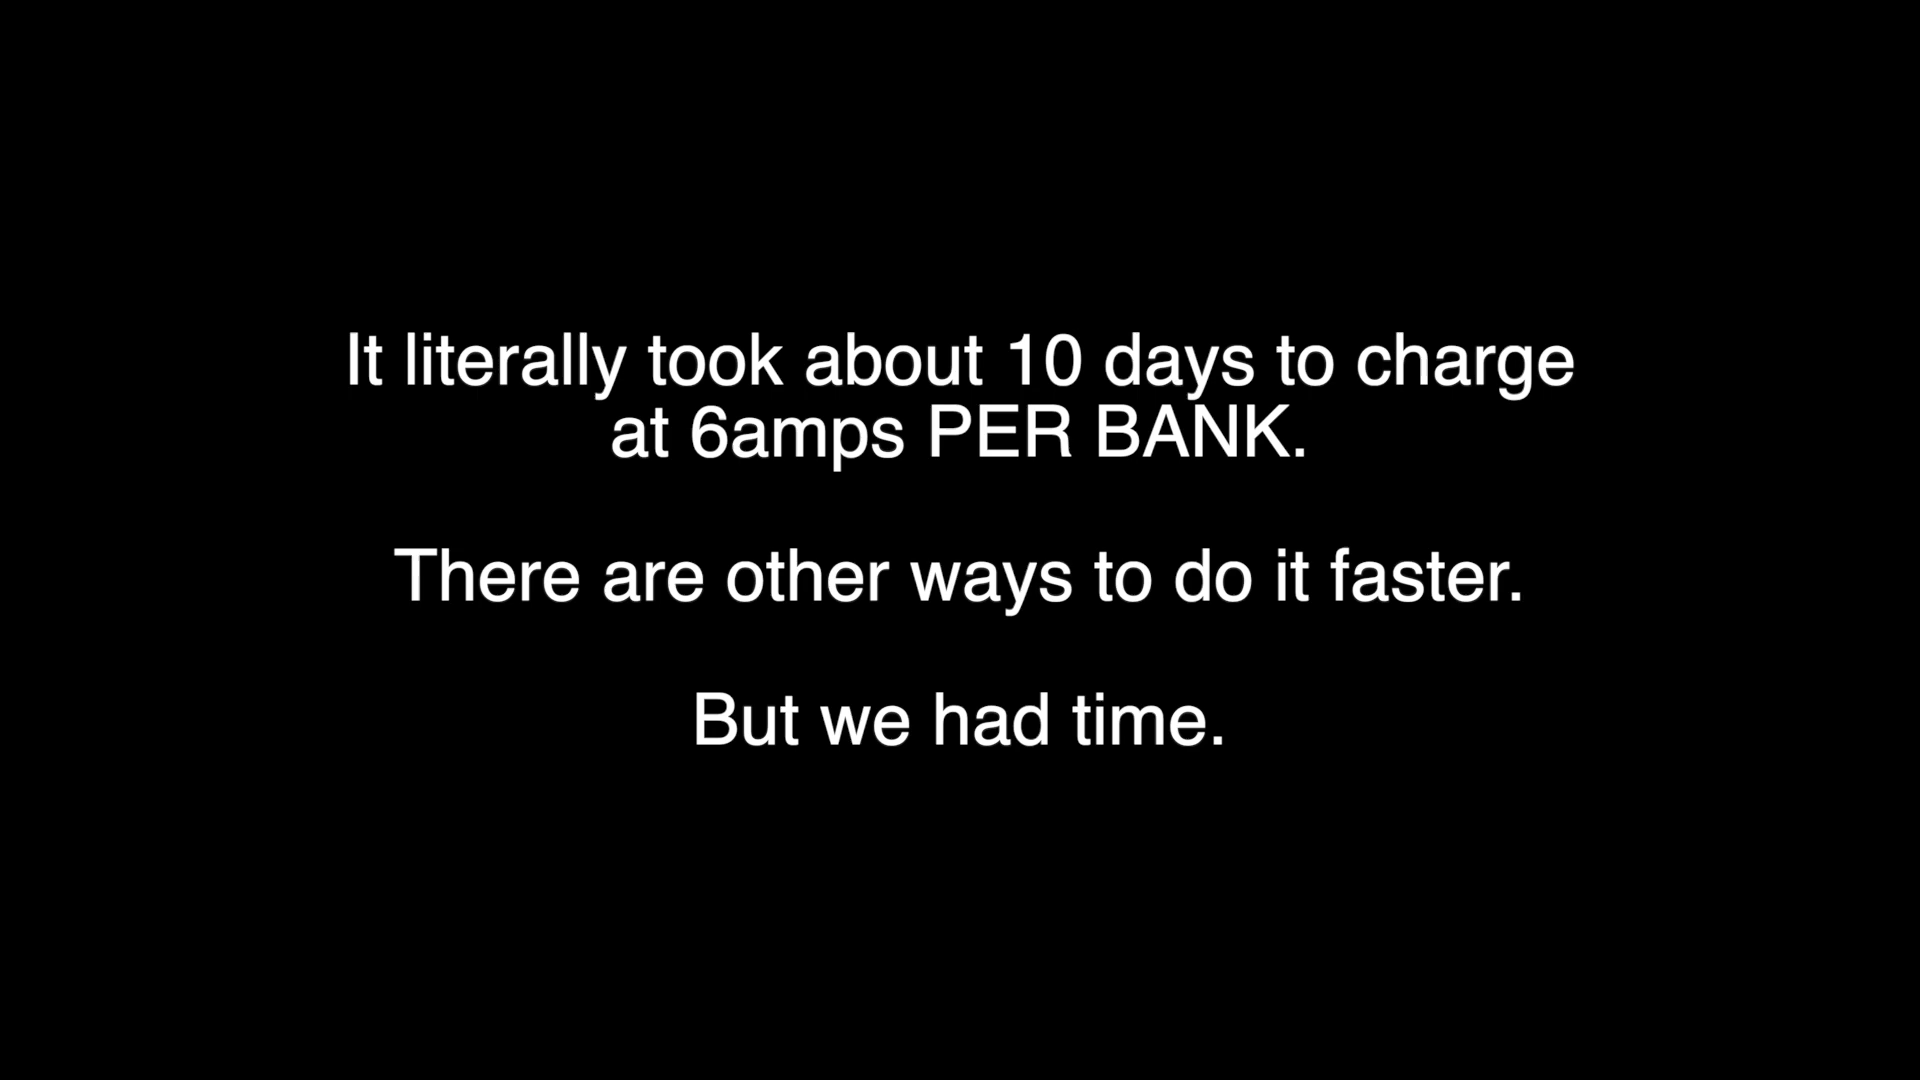 It literally took about 10 days to charge
at 6amps PER BANK.
There are other ways to do it faster.
But we had time.